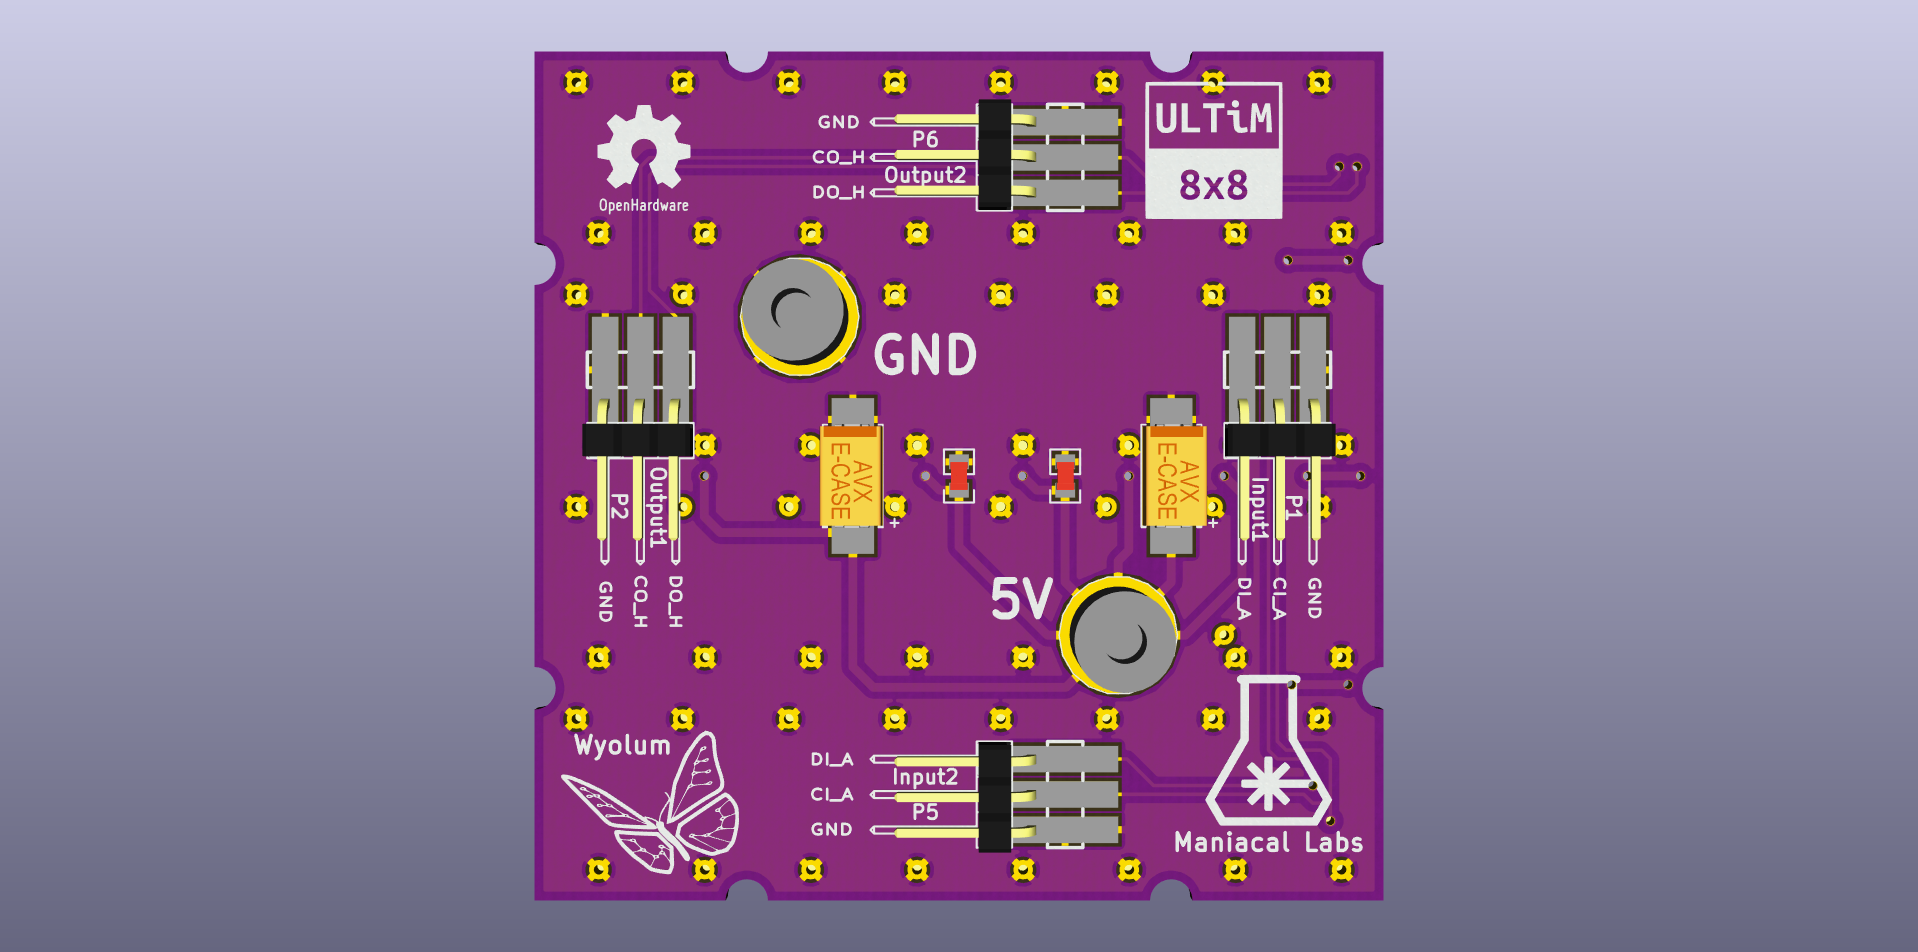 GND
P6
CO_H
Output2
DO_H
ULTiM
8x8
OpenHardware
GND
AVX
E-CASE
+
AVX
E-CASE
+
P2
Output1
GND
CO_H
DO_H
Input1
P1
DI_A
CI_A
GND
5V
Wyolum
DI_A
Input2
CI_A
P5
GND
Maniacal Labs